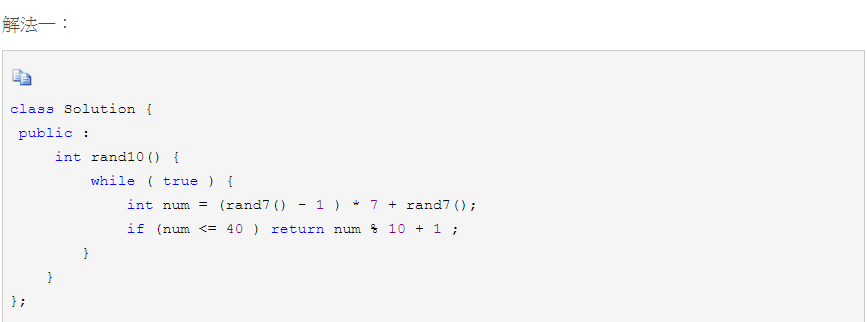 解法一：
class Solution {
 public :
     int rand10() {
         while ( true ) {
             int num = (rand7() - 1 ) * 7 + rand7();
             if (num <= 40 ) return num % 10 + 1 ;
        }
    }
};